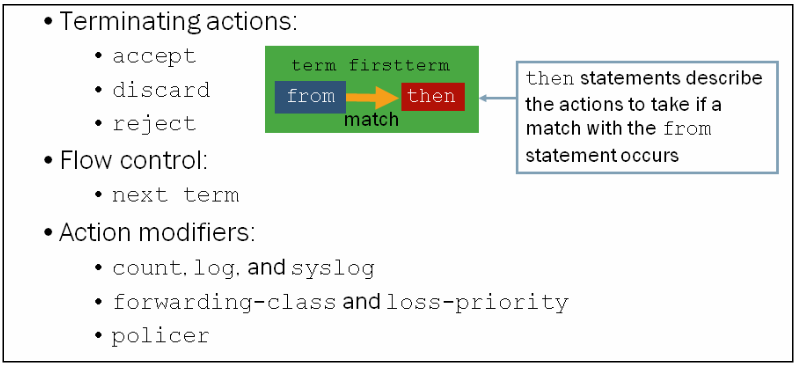 • Terminating actions:
• accept
• discard
• reject
term firstterm
from
then
match
then statements describe
the actions to take if a
match with the from
statement occurs
• Flow control:
• next term
• Action modifiers:
• count, log, and syslog
• forwarding-class and loss-priority
• policer